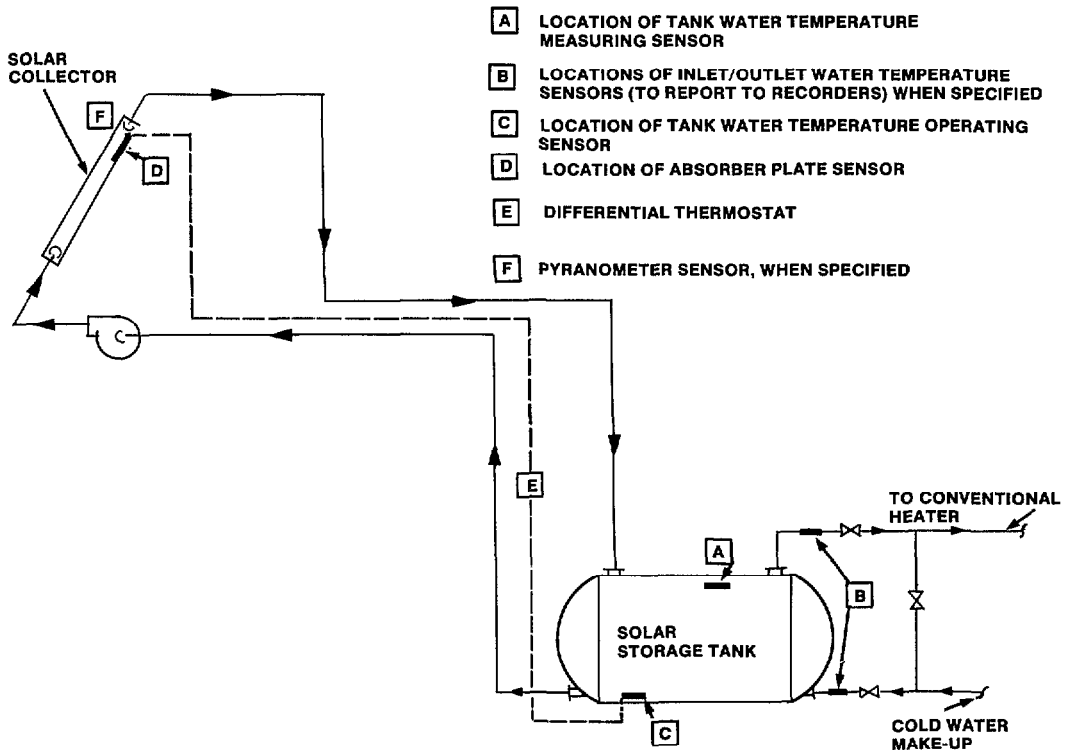 A LOCATION OF TANK WATER TEMPERATURE
MEASURING SENSOR
B LOCATIONS OF INLET/OUTLET WATER TEMPERATURE
SENSORS (TO REPORT TO RECORDERS) WHEN SPECIFIED
C LOCATION OF TANK WATER TEMPERATURE OPERATING
SENSOR
D LOCATION OF ABSORBER PLATE SENSOR
E DIFFERENTIAL THERMOSTAT
F PYRANOMETER SENSOR, WHEN SPECIFIED
SOLAR
COLLECTOR
F
D
E
TO CONVENTIONAL
HEATER
A
B
SOLAR
STORAGE TANK
C
COLD WATER
MAKE-UP